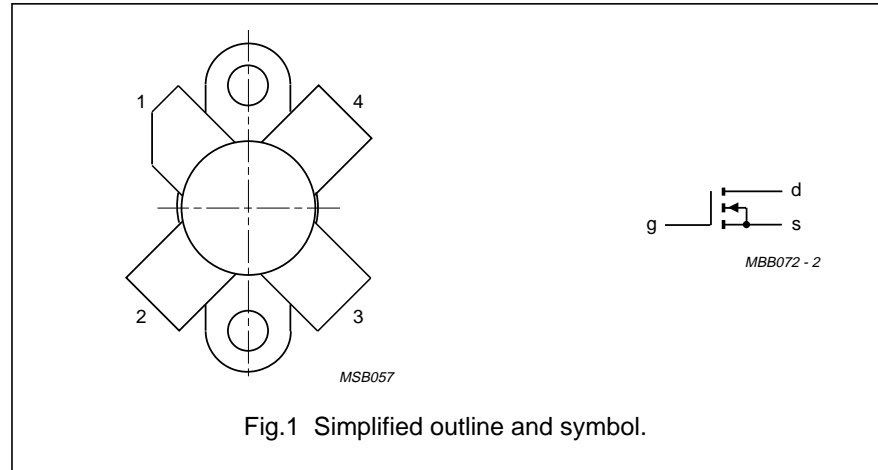 1
4
g
d
s
MBB072 - 2
2
3
MSB057
Fig.1 Simplified outline and symbol.